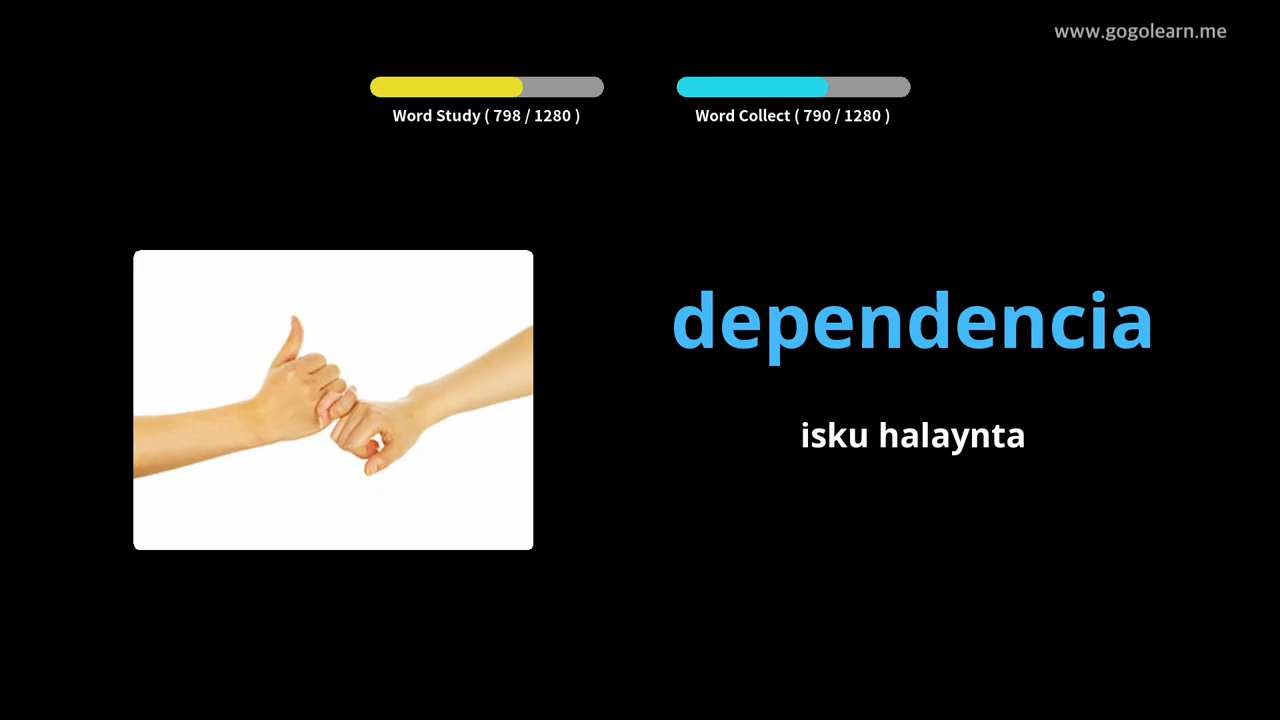 www.gogolearn.me
Word Study ( 798 / 1280 )
Word Collect ( 790 / 1280 )
dependencia
isku halaynta